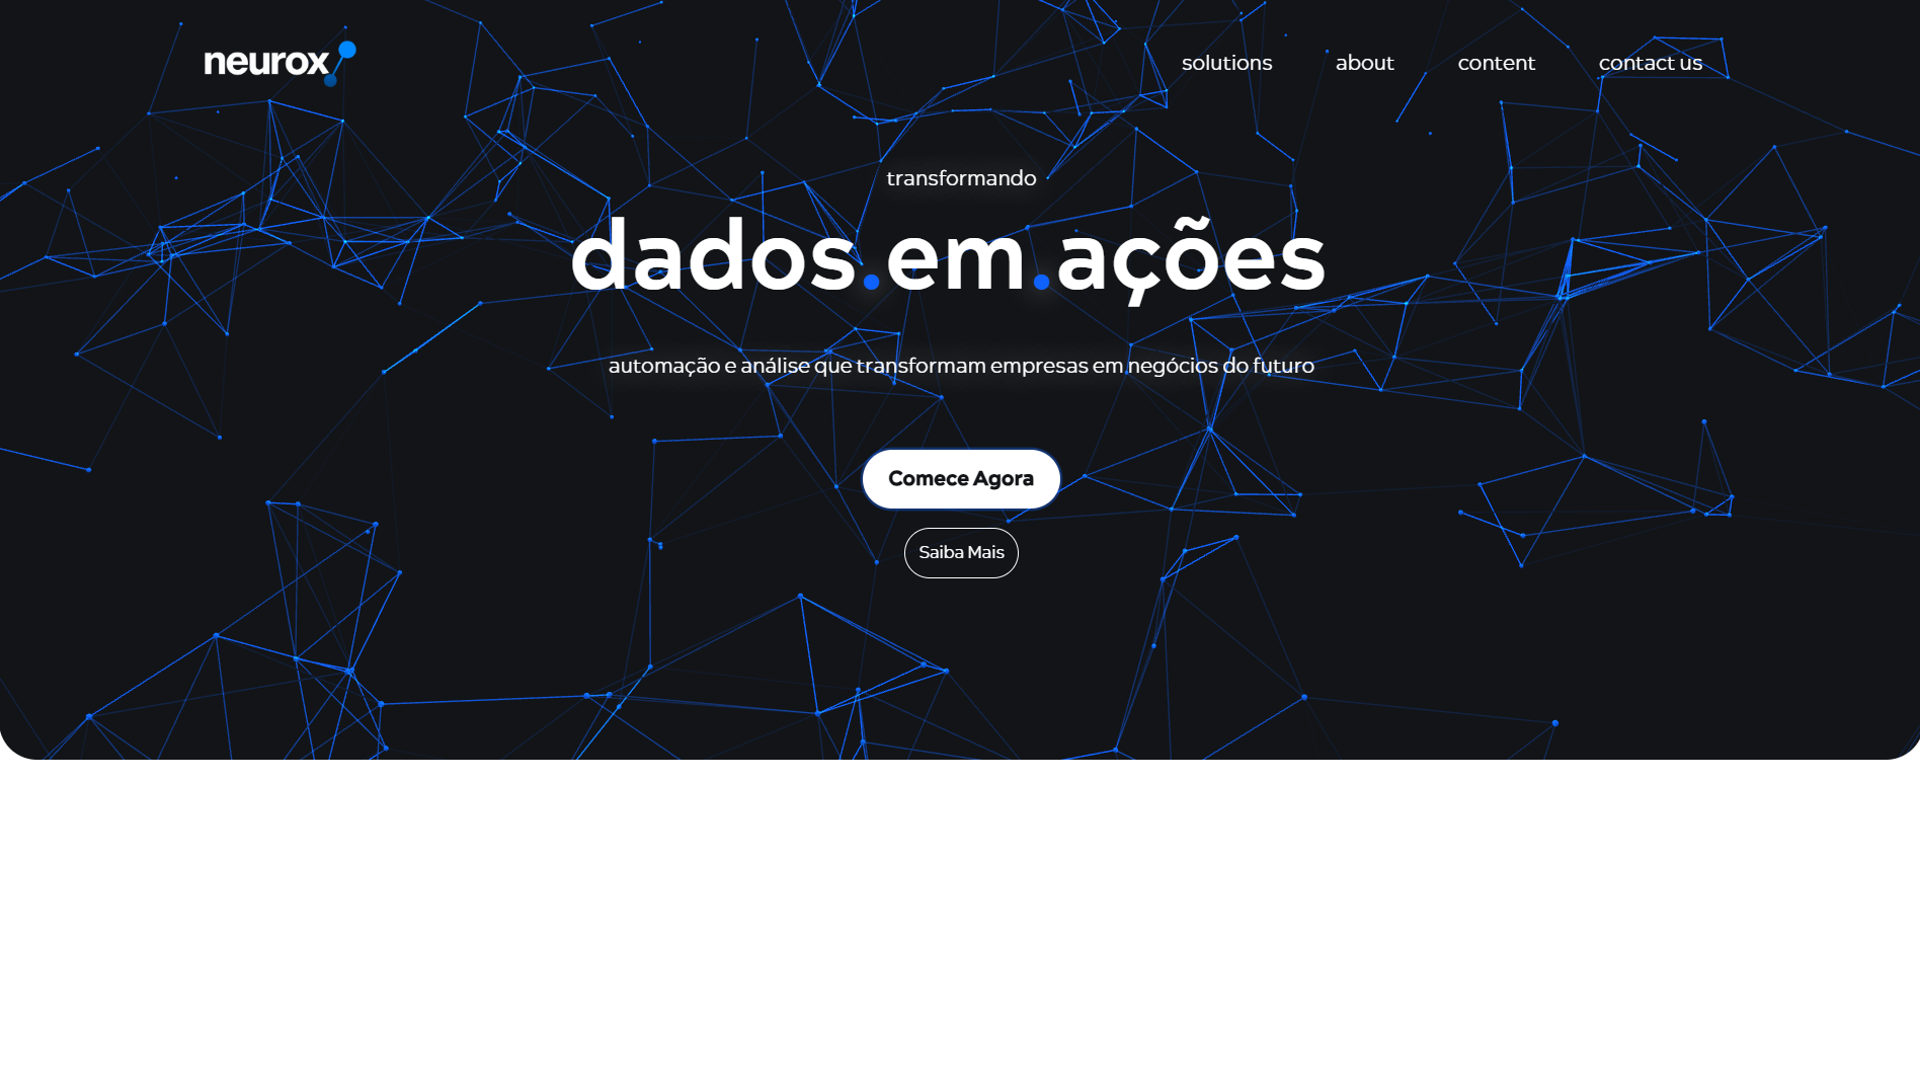 neurox
solutions about content contact us
transformando
dados.em.ações
automação e análise que transformam empresas em negócios do futuro
Comece Agora
Saiba Mais